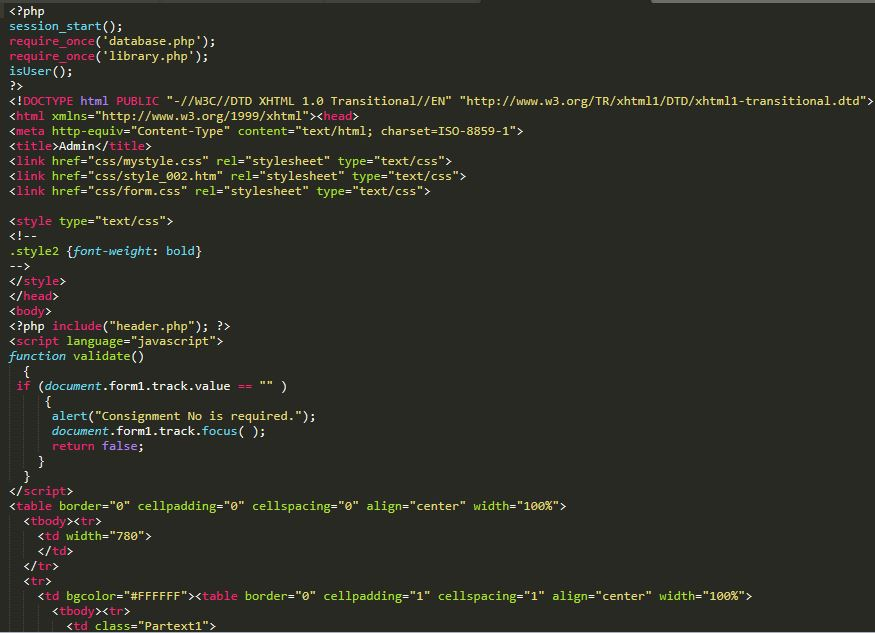 <?php
session_start();
require_once('database.php');
require_once('library.php');
isUser();
?>
<!DOCTYPE html PUBLIC "-//W3C//DTD XHTML 1.0 Transitional//EN" "http://www.w3.org/TR/xhtml1/DTD/xhtml1-transitional.dtd">
<html xmlns="http://www.w3.org/1999/xhtml"><head>
<meta http-equiv="Content-Type" content="text/html; charset=ISO-8859-1">
<title>Admin</title>
<link href="css/mystyle.css" rel="stylesheet" type="text/css">
<link href="css/style_002.htm" rel="stylesheet" type="text/css">
<link href="css/form.css" rel="stylesheet" type="text/css">

<style type="text/css">
<!--
.style2 {font-weight: bold}
-->
</style>
</head>
<body>
<?php include("header.php"); ?>
<script language="javascript">
function validate()
  {
 if (document.form1.track.value == "" )
     {
      alert("Consignment No is required.");
      document.form1.track.focus( );
      return false;
    }
  }
</script>
<table border="0" cellpadding="0" cellspacing="0" align="center" width="100%">
  <tbody><tr>
    <td width="780">
    </td>
  </tr>
  <tr>
    <td bgcolor="#FFFFFF"><table border="0" cellpadding="1" cellspacing="1" align="center" width="100%">
      <tbody><tr>
        <td class="Partext1">